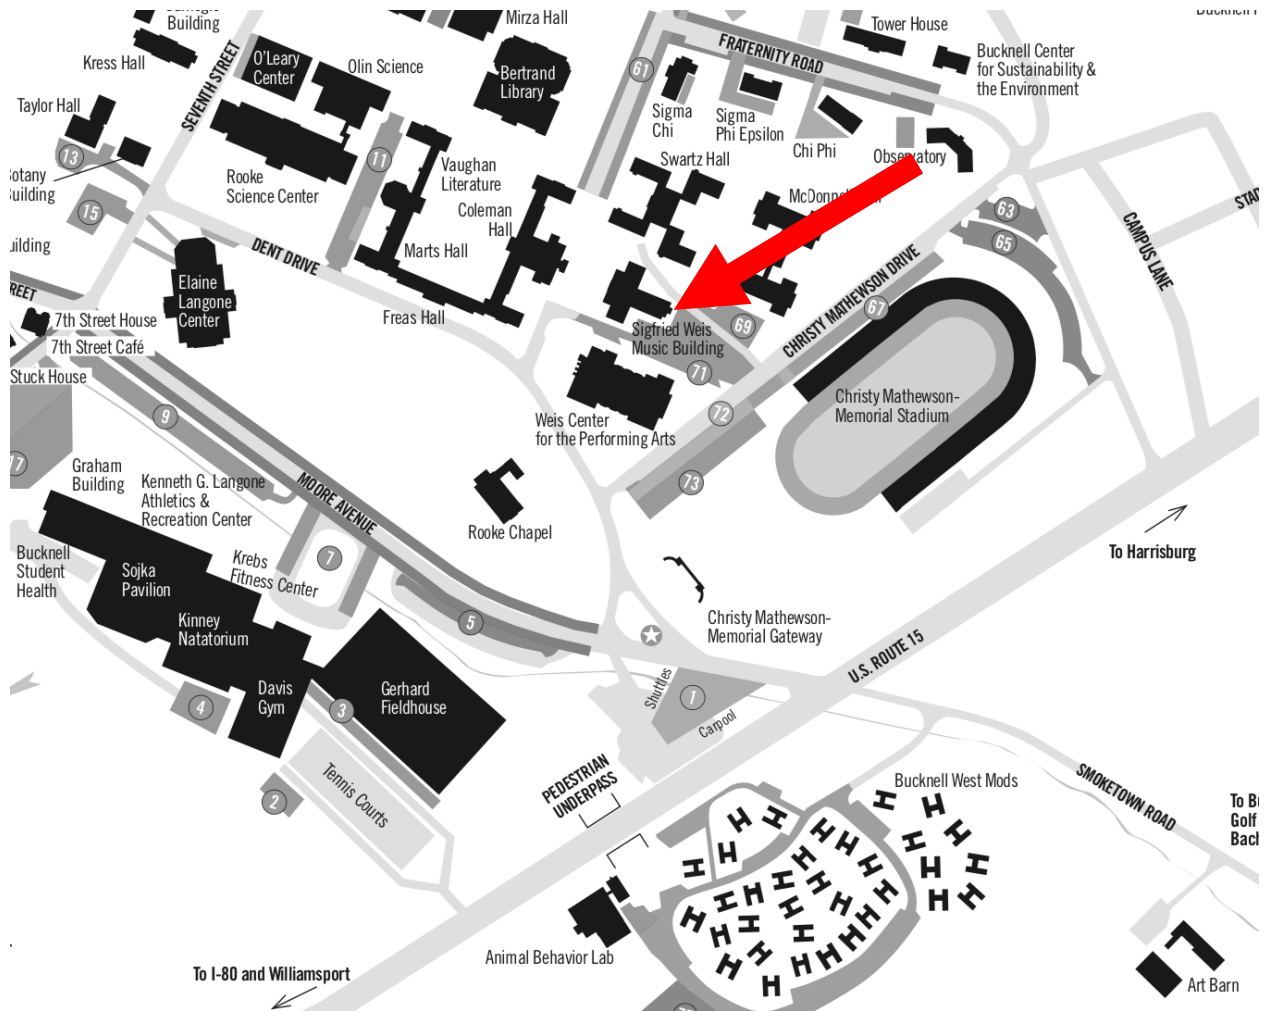 Building
Kress Hall
Taylor Hall
13
15
SEVENTH STREET
O'Leary
Center
Olin Science
Mirza Hall
Bertrand
Library
Rooke
Science Center
11
Vaughan
Literature
Coleman
Hall
Marts Hall
DENT DRIVE
Freas Hall
Elaine
Langone
Center
7th Street House
7th Street Café
Stuck House
61
FRATERNITY ROAD
Tower House
Bucknell Center
for Sustainability &
the Environment
Sigma
Chi
Sigma
Phi Epsilon
Chi Phi
Observatory
Swartz Hall
63
65
CAMPUS LANE
CHRISTY MATHEWSON DRIVE
67
69
Sigfried Weis
Music Building
71
72
73
Weis Center
for the Performing Arts
Christy Mathewson-
Memorial Stadium
9
17
Graham
Building
Kenneth G. Langone
Athletics &
Recreation Center
MOORE AVENUE
Rooke Chapel
Bucknell
Student
Health
Sojka
Pavilion
Krebs
Fitness Center
7
Kinney
Natatorium
5
Davis
Gym
Gerhard
Fieldhouse
4
3
2
Tennis Courts
To Harrisburg
Christy Mathewson-
Memorial Gateway
U.S. ROUTE 15
Shuttles
1
Carpool
PEDESTRIAN
UNDERPASS
Bucknell West Mods
SMOKETOWN ROAD
Golf
Animal Behavior Lab
To I-80 and Williamsport
Art Barn